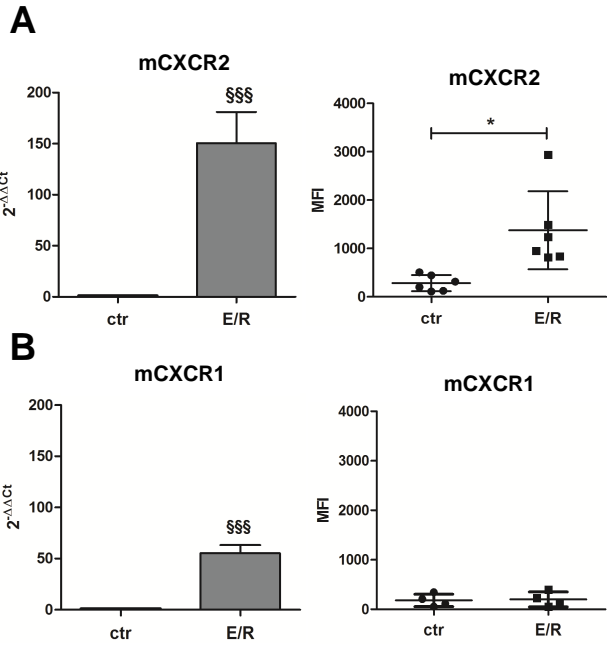 A
mCXCR2
200
150
100
50
0
2-ΔΔCt
§§§
ctr
E/R
mCXCR2
4000
3000
2000
1000
0
MFI
*
ctr
E/R
B
mCXCR1
200
150
100
50
0
2-ΔΔCt
§§§
ctr
E/R
mCXCR1
4000
3000
2000
1000
0
MFI
ctr
E/R